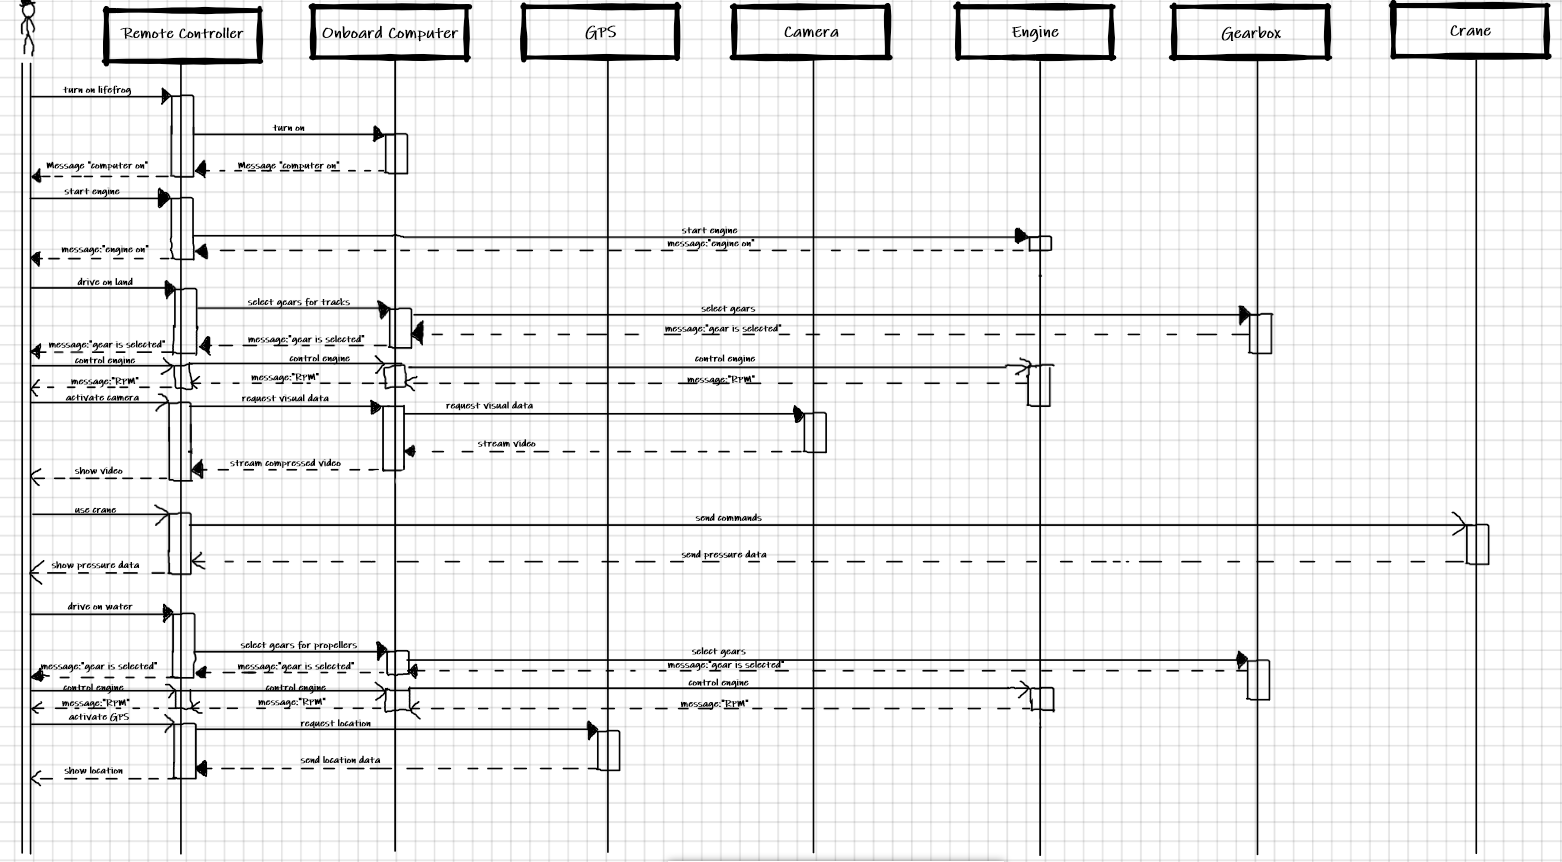 Remote Controller
Onboard Computer
GPS
Camera
Engine
Gearbox
Crane
turn on lifefrog
turn on
Message "computer on"
Message "computer on"
start engine
start engine
message:"engine on"
message:"engine on"
drive on land
select gears for tracks
select gears
message:"gear is selected"
message:"gear is selected"
message:"gear is selected"
control engine
control engine
control engine
message:"RPM"
message:"RPM"
message:"RPM"
activate camera
request visual data
request visual data
stream video
stream compressed video
show video
use crane
send commands
send pressure data
show pressure data
drive on water
select gears for propellers
select gears
message:"gear is selected"
message:"gear is selected"
message:"gear is selected"
control engine
control engine
control engine
message:"RPM"
message:"RPM"
message:"RPM"
activate GPS
request location
send location data
show location